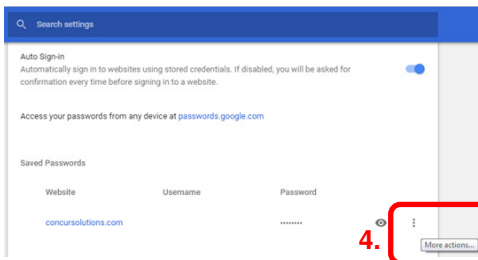 Search settings
Auto Sign-in
Automatically sign in to websites using stored credentials. If disabled, you will be asked for
confirmation every time before signing in to a website.
Access your passwords from any device at passwords.google.com
Saved Passwords
Website Username Password
concursolutions.com ········
4.
More actions...